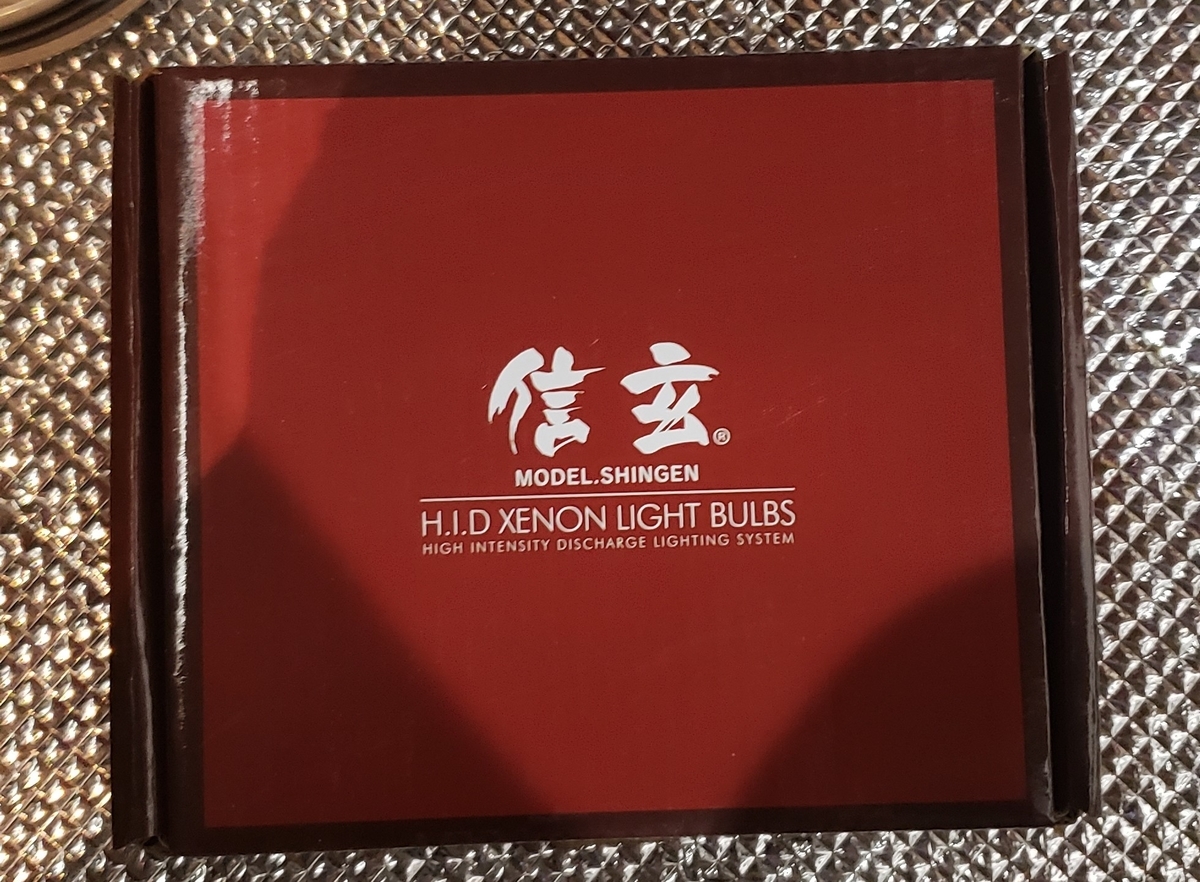 信玄®
MODEL.SHINGEN
H.I.D XENON LIGHT BULBS
HIGH INTENSITY DISCHARGE LIGHTING SYSTEM